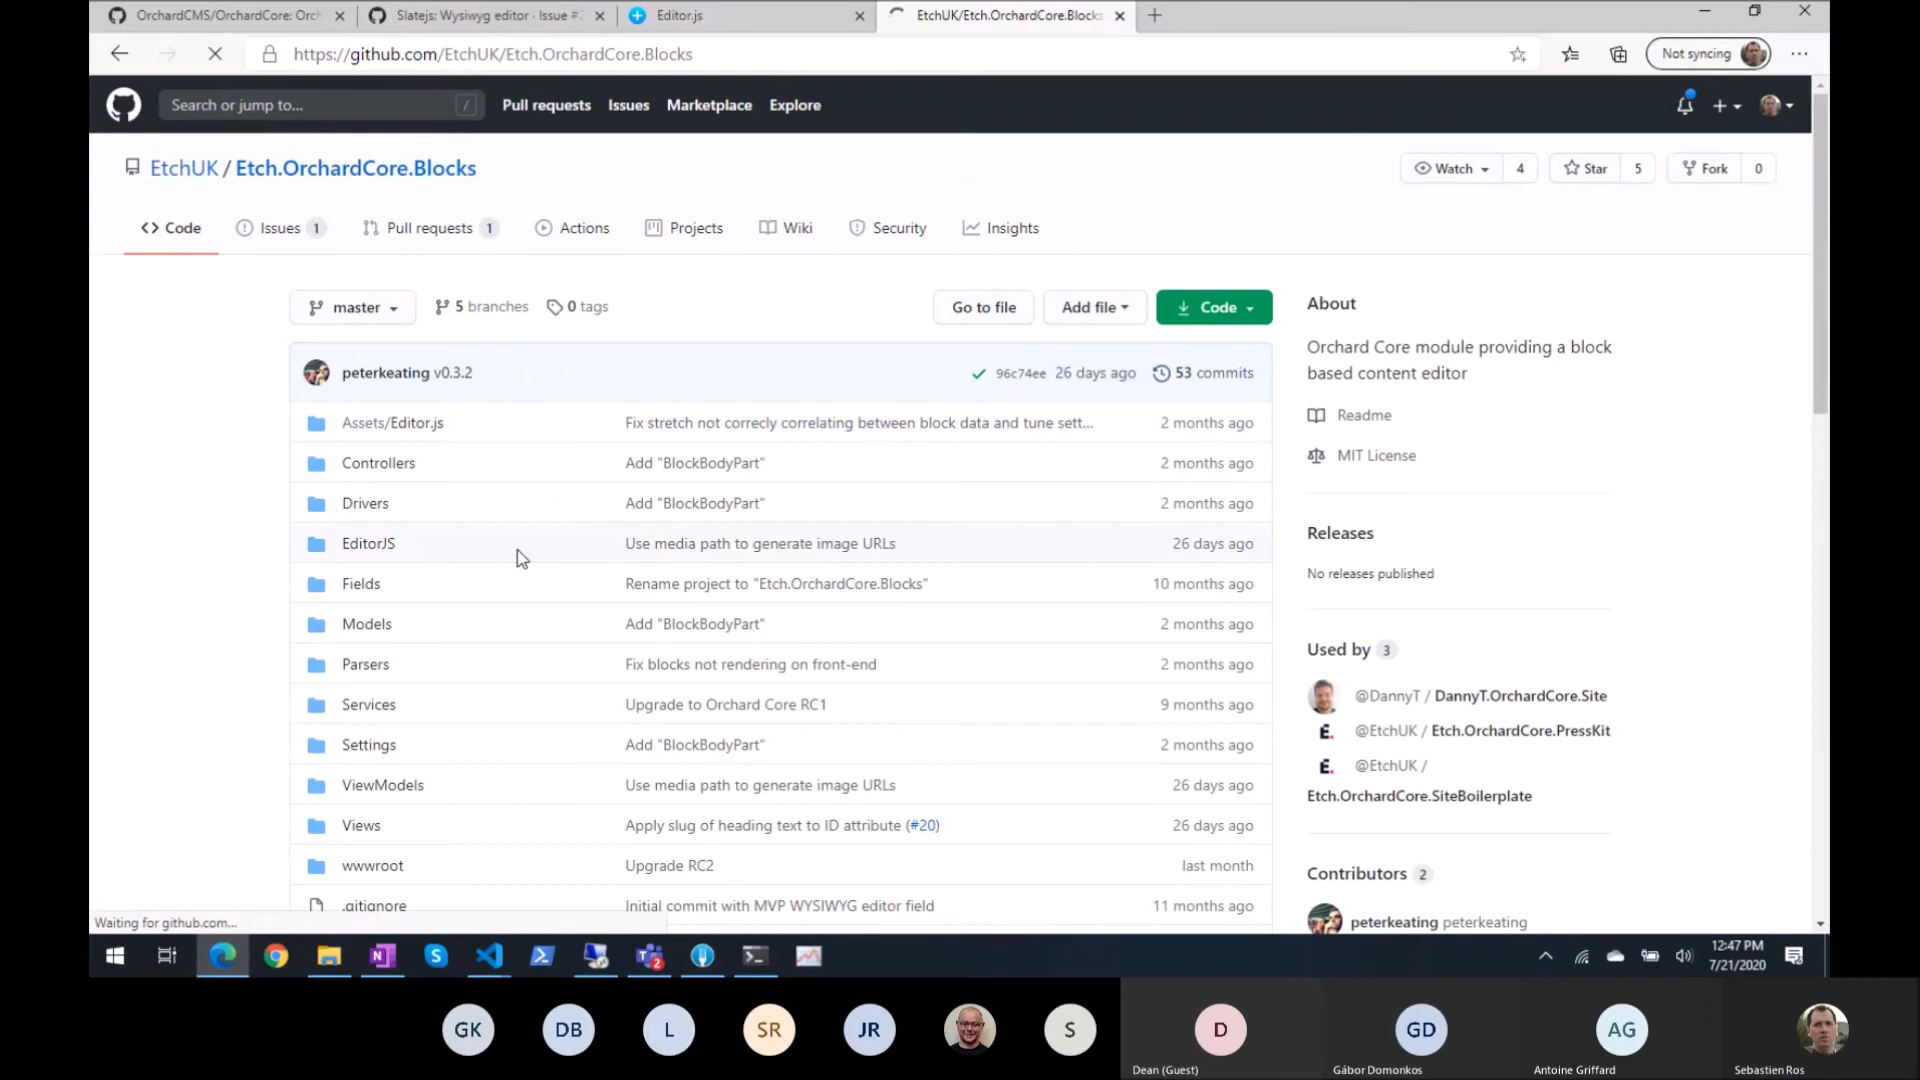 OrchardCMS/OrchardCore: Orch
Slatejs: Wysiwyg editor · Issue #
Editor.js
EtchUK/Etch.OrchardCore.Blocks
https://github.com/EtchUK/Etch.OrchardCore.Blocks
Not syncing
Search or jump to...
/
Pull requests
Issues
Marketplace
Explore
EtchUK / Etch.OrchardCore.Blocks
Watch
4
Star
5
Fork
0
Code
Issues 1
Pull requests 1
Actions
Projects
Wiki
Security
Insights
master
5 branches
0 tags
Go to file
Add file
Code
peterkeating v0.3.2
96c74ee 26 days ago
53 commits
Assets/Editor.js
Fix stretch not correcly correlating between block data and tune sett...
2 months ago
Controllers
Add "BlockBodyPart"
2 months ago
Drivers
Add "BlockBodyPart"
2 months ago
EditorJS
Use media path to generate image URLs
26 days ago
Fields
Rename project to "Etch.OrchardCore.Blocks"
10 months ago
Models
Add "BlockBodyPart"
2 months ago
Parsers
Fix blocks not rendering on front-end
2 months ago
Services
Upgrade to Orchard Core RC1
9 months ago
Settings
Add "BlockBodyPart"
2 months ago
ViewModels
Use media path to generate image URLs
26 days ago
Views
Apply slug of heading text to ID attribute (#20)
26 days ago
wwwroot
Upgrade RC2
last month
.gitignore
Initial commit with MVP WYSIWYG editor field
11 months ago
About
Orchard Core module providing a block
based content editor
Readme
MIT License
Releases
No releases published
Used by 3
@DannyT / DannyT.OrchardCore.Site
É. @EtchUK / Etch.OrchardCore.PressKit
É. @EtchUK /
Etch.OrchardCore.SiteBoilerplate
Contributors 2
peterkeating peterkeating
Waiting for github.com...
2
12:47 PM
7/21/2020
GK
DB
L
SR
JR
S
D
GD
AG
Dean (Guest)
Gábor Domonkos
Antoine Griffard
Sebastien Ros